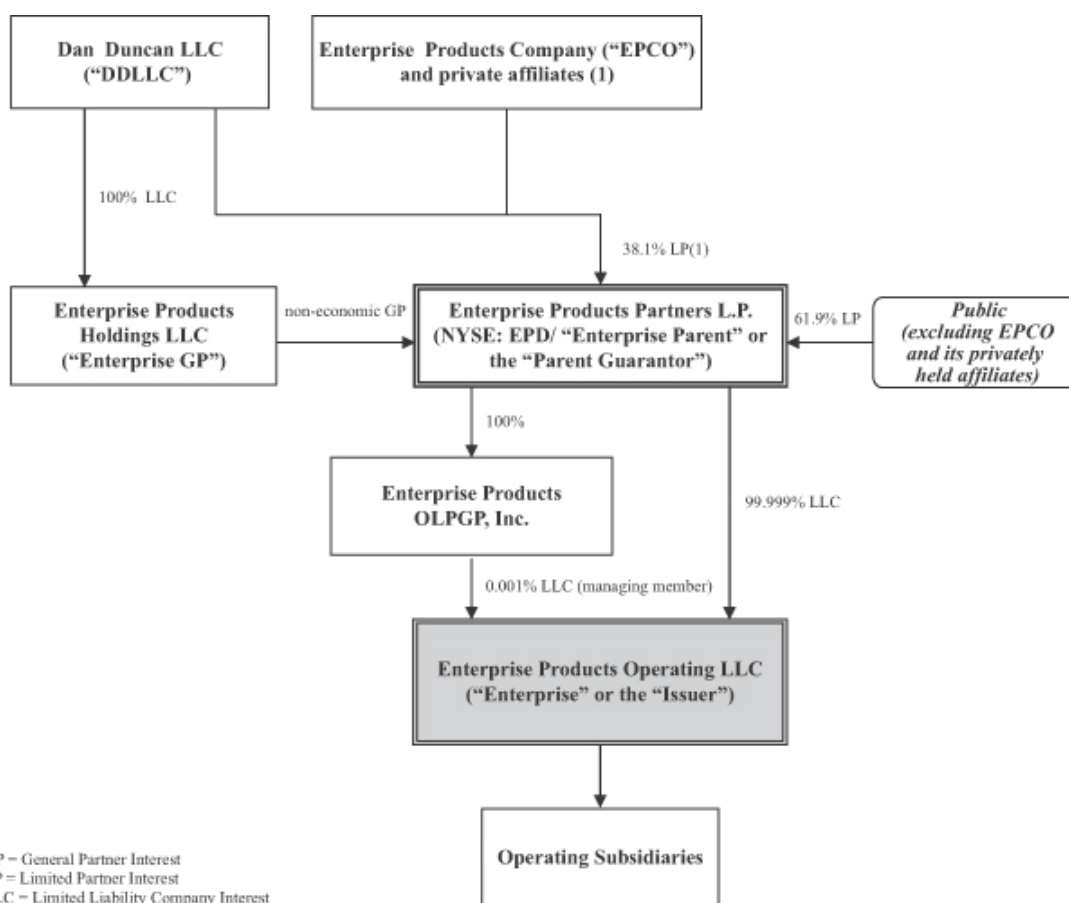 Dan Duncan LLC
(“DDLLC”)
Enterprise Products Company (“EPCO”)
and private affiliates (1)
100% LLC
38.1% LP(1)
Enterprise Products
Holdings LLC
(“Enterprise GP”)
non-economic GP
Enterprise Products Partners L.P.
(NYSE: EPD/ “Enterprise Parent” or
the “Parent Guarantor”)
61.9% LP
Public
(excluding EPCO
and its privately
held affiliates)
100%
Enterprise Products
OLPGP, Inc.
99.999% LLC
0.001% LLC (managing member)
Enterprise Products Operating LLC
(“Enterprise” or the “Issuer”)
Operating Subsidiaries
P = General Partner Interest
P = Limited Partner Interest
LC = Limited Liability Company Interest